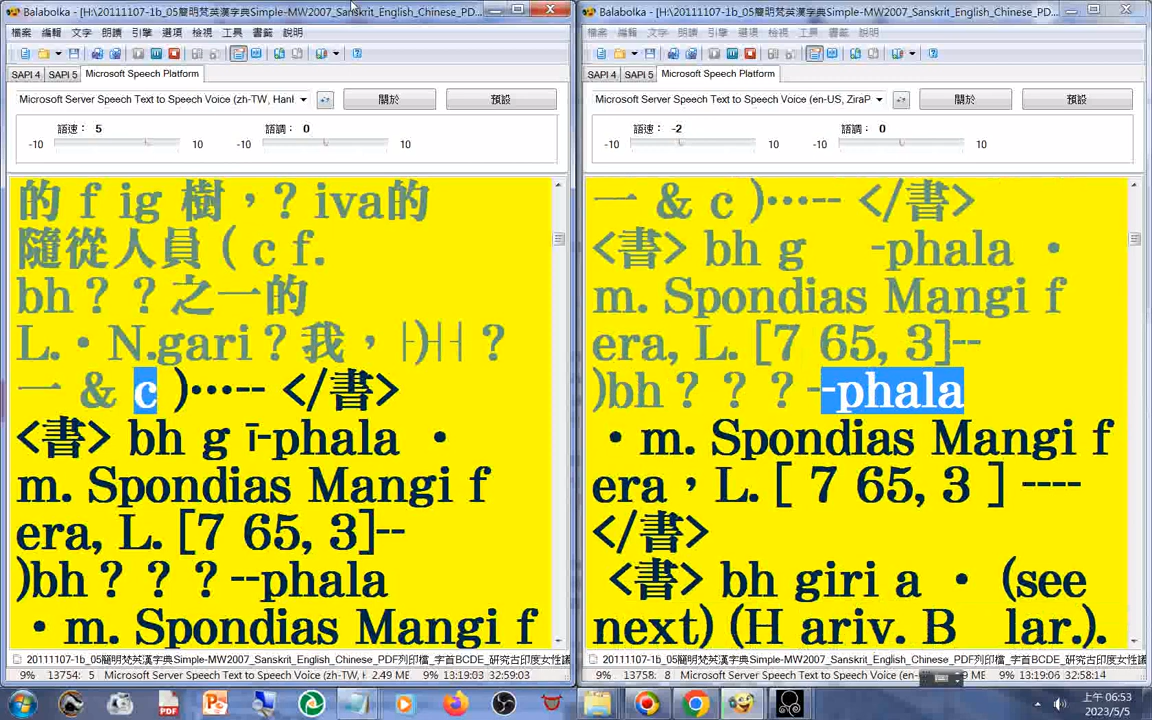 Balabolka - [H:\20111107-1b_05簡明梵英漢字典Simple-MW2007_Sanskrit_English_Chinese_PD...
檔案 編輯 文字 朗讀 引擎 選項 檢視 工具 書籤 說明
SAPI 4 SAPI 5 Microsoft Speech Platform
Microsoft Server Speech Text to Speech Voice (zh-TW, HanI
關於 預設
語速： 5 語調： 0
-10 10 -10 10
的 f ig 樹，? iva的
隨從人員 ( c f.
bh？？之一的
L.・N.gari？我，├)├┤？
一 & c )⋯-- </書>
<書> bh g ī-phala ・
m. Spondias Mangi f
era, L. [7 65, 3]--
)bh？？？--phala
・m. Spondias Mangi f
20111107-1b_05簡明梵英漢字典Simple-MW2007_Sanskrit_English_Chinese_PDF列印檔_字首BCDE_研究古印度女性議
9% 13754: 5 Microsoft Server Speech Text to Speech Voice (zh-TW, H 2.49 ME 9% 13:19:03 32:59:03
Balabolka - [H:\20111107-1b_05簡明梵英漢字典Simple-MW2007_Sanskrit_English_Chinese_PD...
檔案 編輯 文字 朗讀 引擎 選項 檢視 工具 書籤 說明
SAPI 4 SAPI 5 Microsoft Speech Platform
Microsoft Server Speech Text to Speech Voice (en-US, ZiraP
關於 預設
語速： -2 語調： 0
-10 10 -10 10
一 & c )⋯-- </書>
<書> bh g -phala ・
m. Spondias Mangi f
era, L. [7 65, 3]--
)bh？？？--phala
・m. Spondias Mangi f
era，L. [ 7 65, 3 ] ----
</書>
<書> bh giri a ・ (see
next) (H ariv. B lar.).
20111107-1b_05簡明梵英漢字典Simple-MW2007_Sanskrit_English_Chinese_PDF列印檔_字首BCDE_研究古印度女性議
9% 13758: 8 Microsoft Server Speech Text to Speech Voice (en-US, Z 9 ME 9% 13:19:06 32:58:14
上午 06:53
2023/5/5